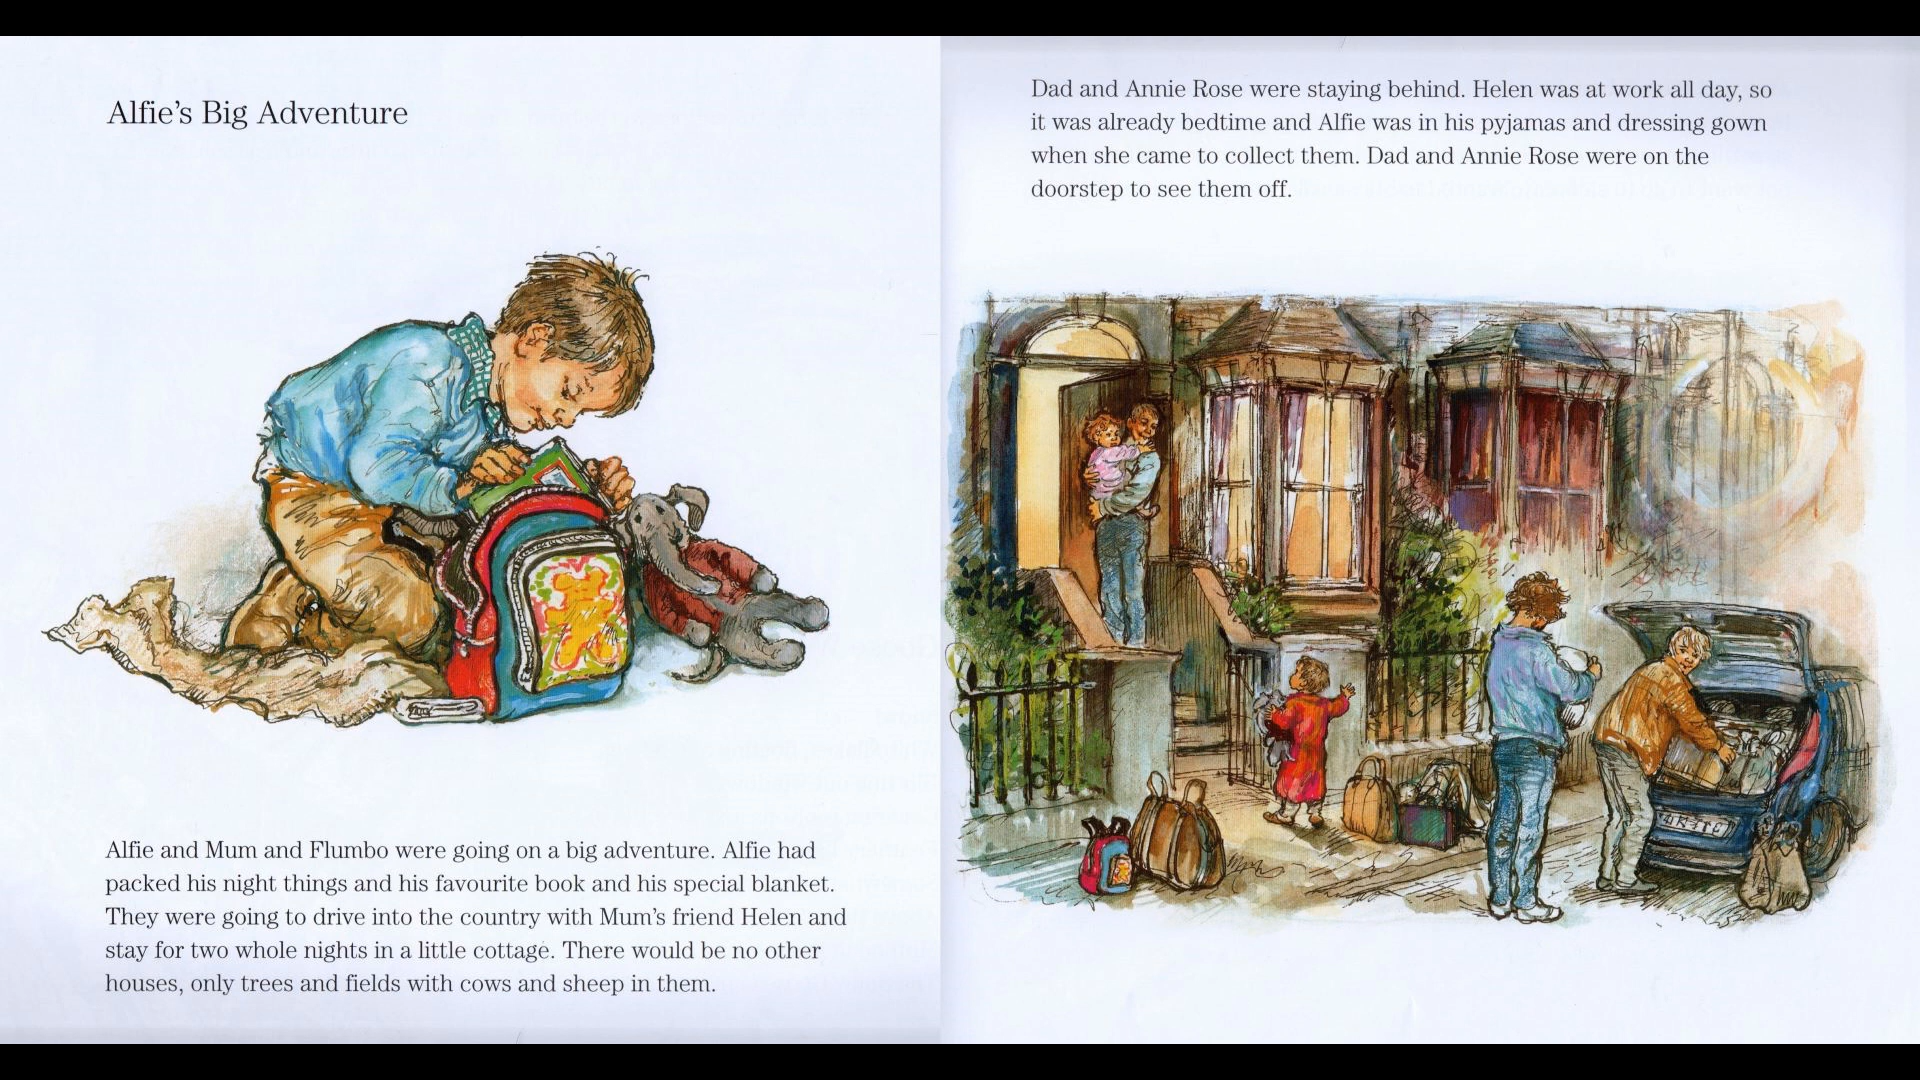 Alfie's Big Adventure
Alfie and Mum and Flumbo were going on a big adventure. Alfie had
packed his night things and his favourite book and his special blanket.
They were going to drive into the country with Mum's friend Helen and
stay for two whole nights in a little cottage. There would be no other
houses, only trees and fields with cows and sheep in them.
Dad and Annie Rose were staying behind. Helen was at work all day, so
it was already bedtime and Alfie was in his pyjamas and dressing gown
when she came to collect them. Dad and Annie Rose were on the
doorstep to see them off.